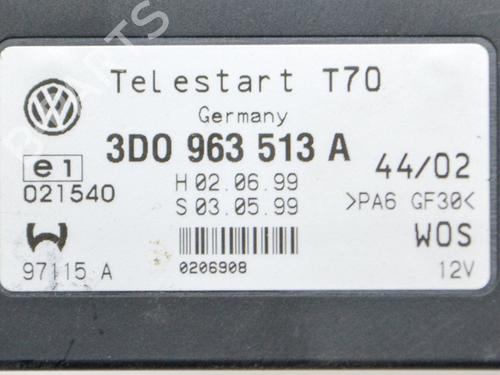 Telestart T70
Germany
3D0 963 513 A
e1
021540
H 02.06.99
S 03.05.99
44/02
>PA6 GF30<
WOS
97115 A
0206908
12V